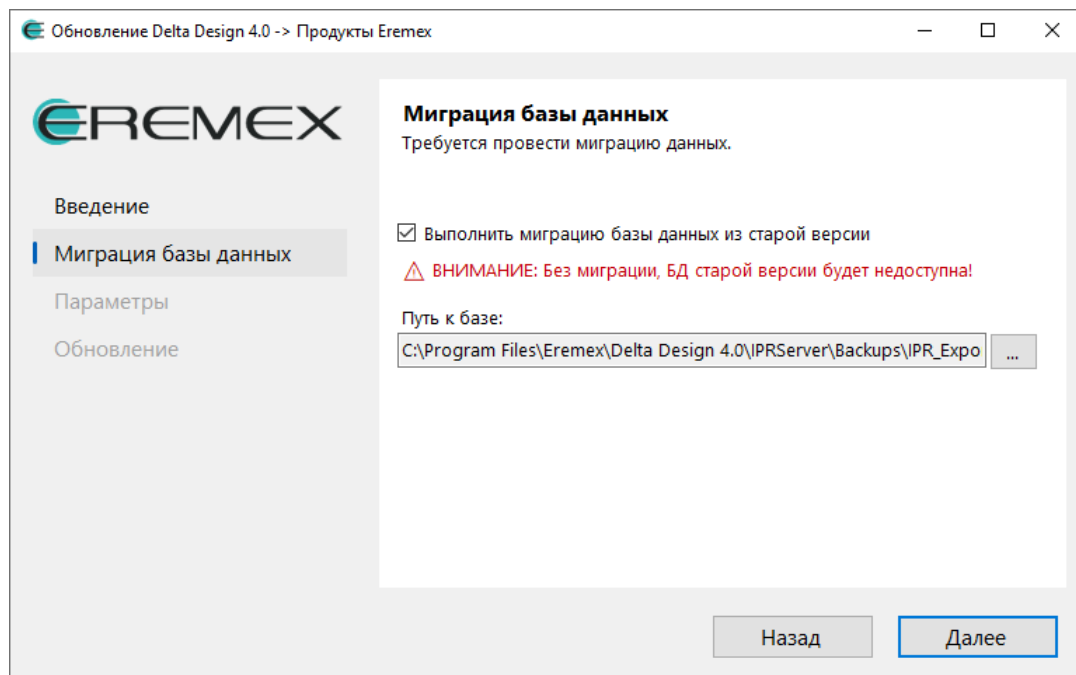 Обновление Delta Design 4.0 -> Продукты Eremex
EREMEX
Введение
Миграция базы данных
Параметры
Обновление
Миграция базы данных
Требуется провести миграцию данных.
Выполнить миграцию базы данных из старой версии
ВНИМАНИЕ: Без миграции, БД старой версии будет недоступна!
Путь к базе:
C:\Program Files\Eremex\Delta Design 4.0\IPRServer\Backups\IPR_Expo
...
Назад
Далее